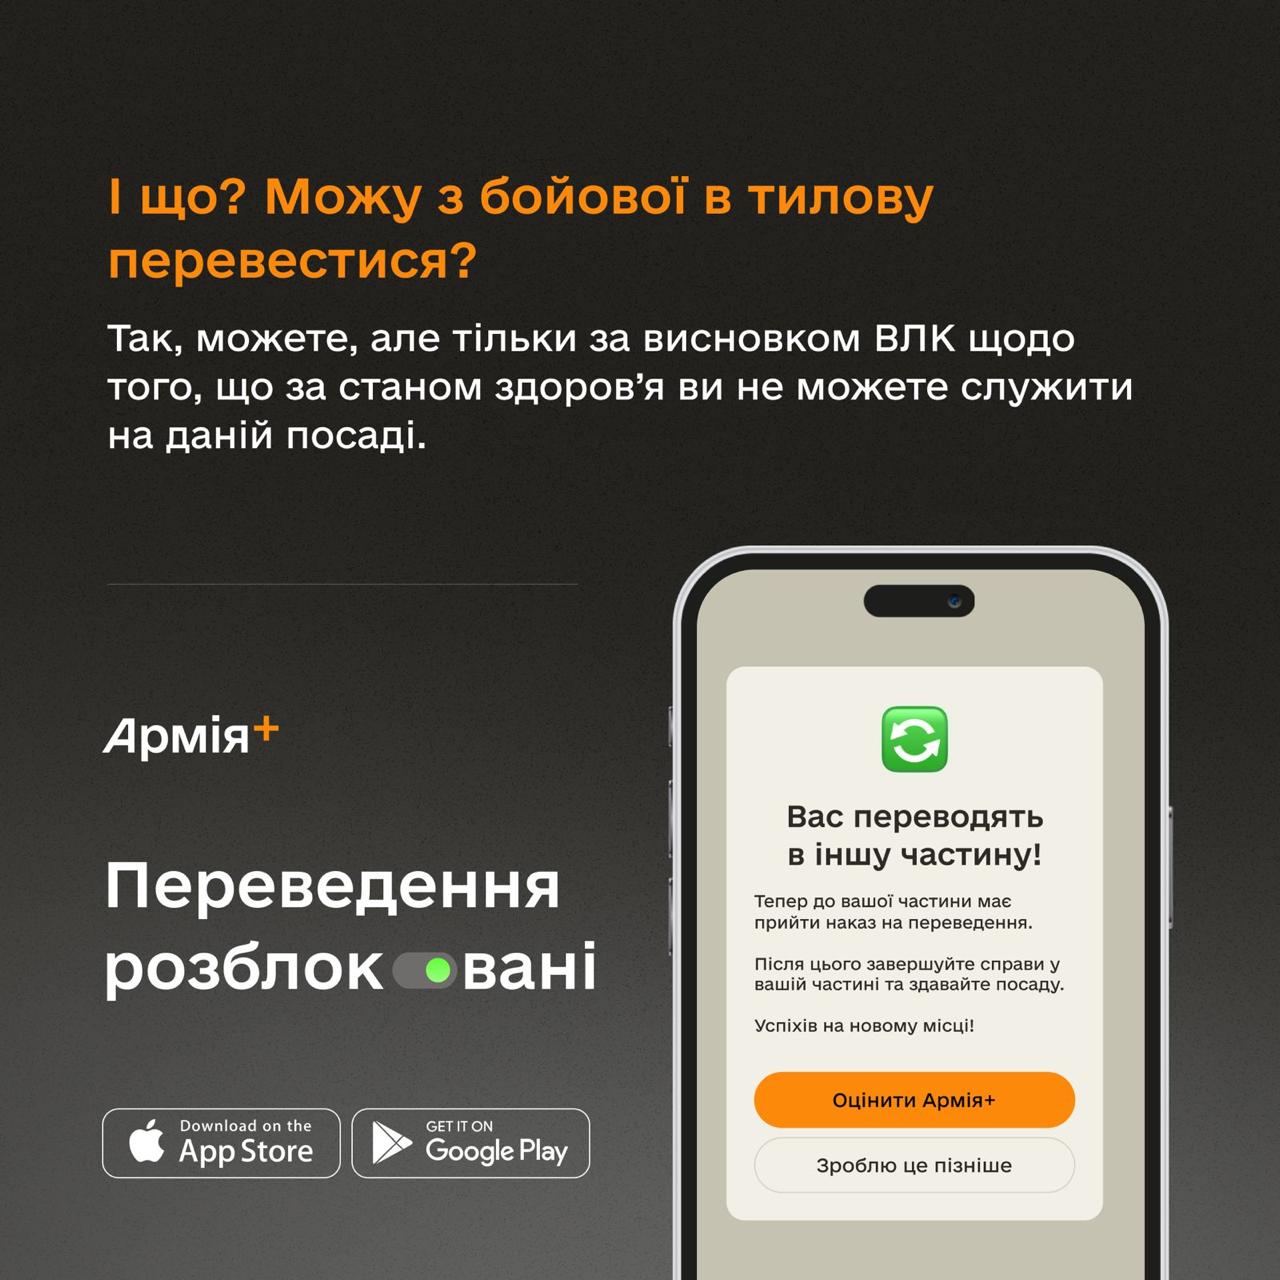 І що? Можу з бойової в тилову
перевестися?
Так, можете, але тільки за висновком ВЛК щодо
того, що за станом здоров’я ви не можете служити
на даній посаді.
Армія+
Переведення
розблок вані
Download on the
App Store
GET IT ON
Google Play
Вас переводять
в іншу частину!
Тепер до вашої частини має
прийти наказ на переведення.
Після цього завершуйте справи у
вашій частині та здавайте посаду.
Успіхів на новому місці!
Оцінити Армія+
Зроблю це пізніше